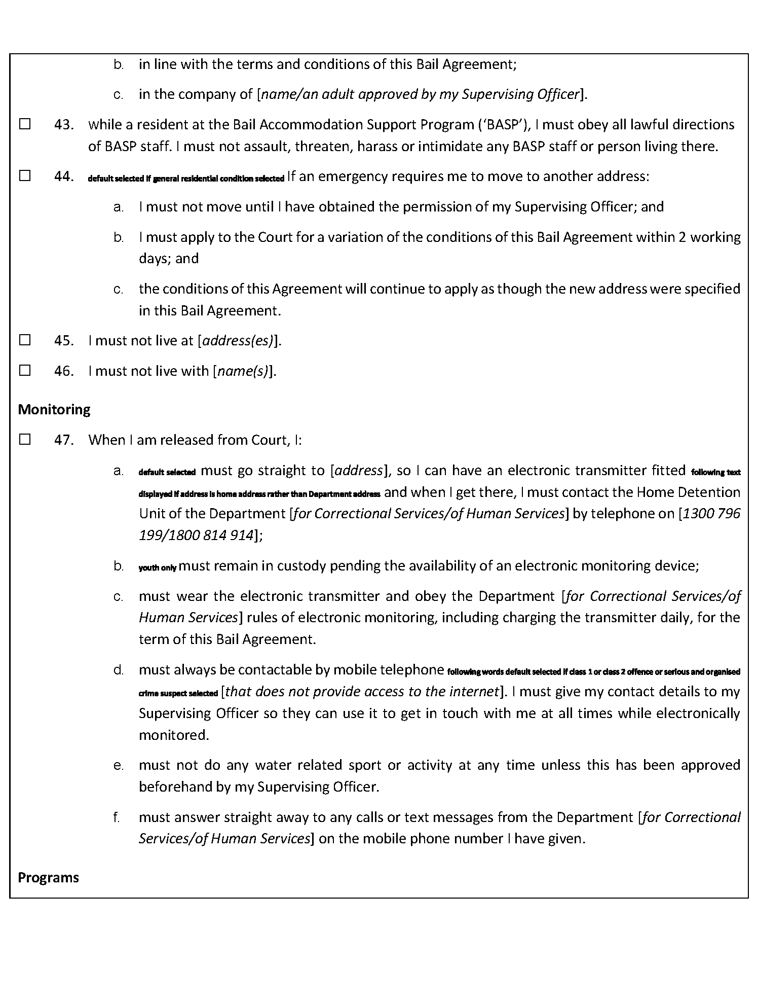 b. in line with the terms and conditions of this Bail Agreement;
c. in the company of [name/an adult approved by my Supervising Officer].
☐ 43. while a resident at the Bail Accommodation Support Program (‘BASP’), I must obey all lawful directions
of BASP staff. I must not assault, threaten, harass or intimidate any BASP staff or person living there.
☐ 44. default selected if general residential condition selected If an emergency requires me to move to another address:
a. I must not move until I have obtained the permission of my Supervising Officer; and
b. I must apply to the Court for a variation of the conditions of this Bail Agreement within 2 working
days; and
c. the conditions of this Agreement will continue to apply as though the new address were specified
in this Bail Agreement.
☐ 45. I must not live at [address(es)].
☐ 46. I must not live with [name(s)].
Monitoring
☐ 47. When I am released from Court, I:
a. default selected must go straight to [address], so I can have an electronic transmitter fitted following text
displayed if address is home address rather than Department address and when I get there, I must contact the Home Detention
Unit of the Department [for Correctional Services/of Human Services] by telephone on [1300 796
199/1800 814 914];
b. youth only must remain in custody pending the availability of an electronic monitoring device;
c. must wear the electronic transmitter and obey the Department [for Correctional Services/of
Human Services] rules of electronic monitoring, including charging the transmitter daily, for the
term of this Bail Agreement.
d. must always be contactable by mobile telephone following words default selected if class 1 or class 2 offence or serious and organised
crime suspect selected [that does not provide access to the internet]. I must give my contact details to my
Supervising Officer so they can use it to get in touch with me at all times while electronically
monitored.
e. must not do any water related sport or activity at any time unless this has been approved
beforehand by my Supervising Officer.
f. must answer straight away to any calls or text messages from the Department [for Correctional
Services/of Human Services] on the mobile phone number I have given.
Programs